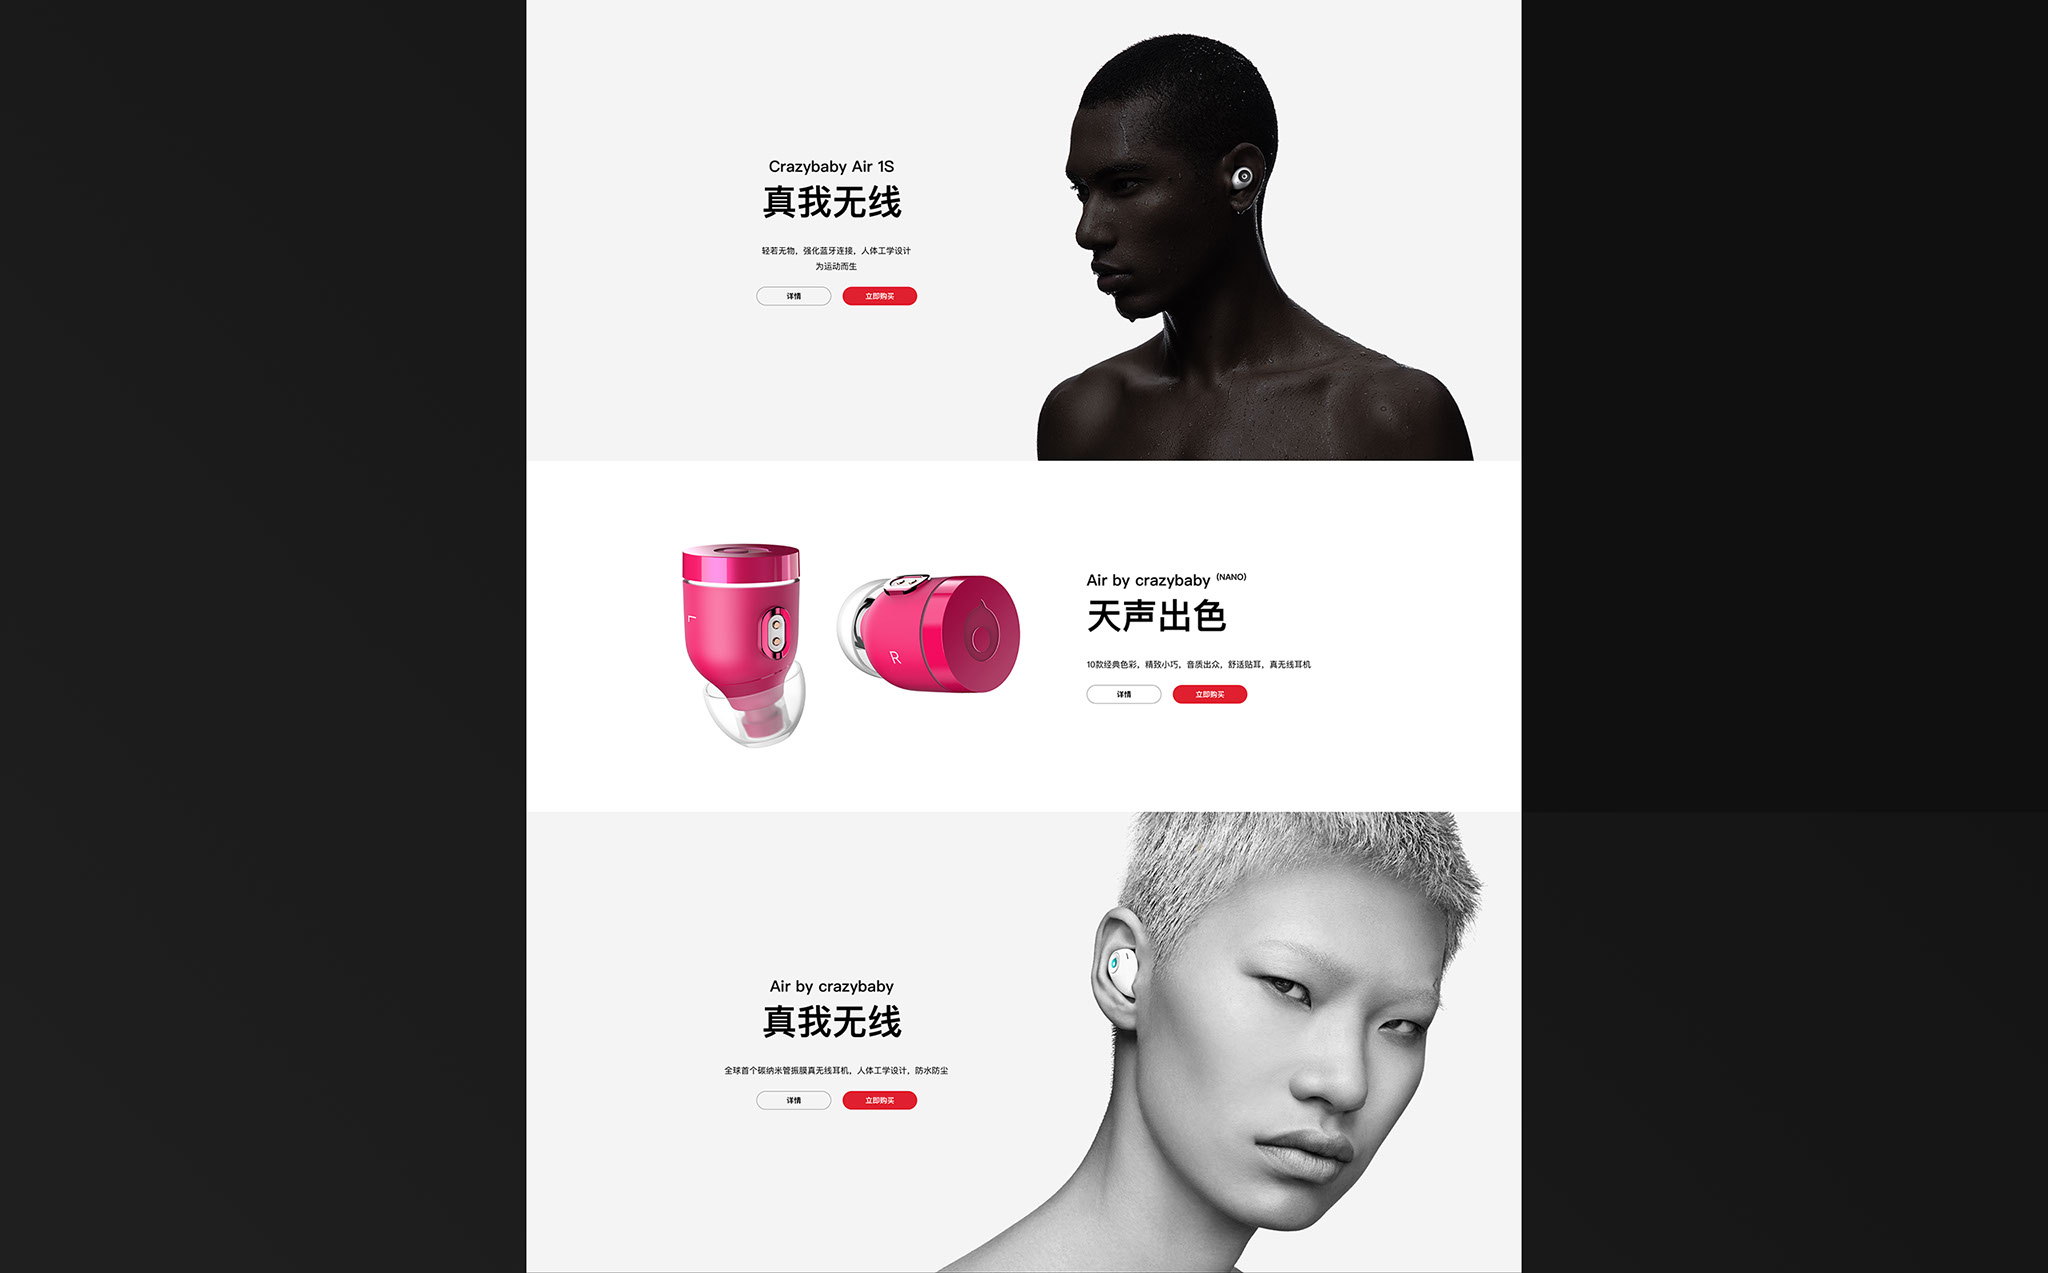 Crazybaby Air 1S
真我无线
轻若无物，强化蓝牙连接，人体工学设计
为运动而生
详情
立即购买
L
R
Air by crazybaby (NANO)
天声出色
10款经典色彩，精致小巧，音质出众，舒适贴耳，真无线耳机
详情
立即购买
Air by crazybaby
真我无线
全球首个碳纳米管振膜真无线耳机，人体工学设计，防水防尘
详情
立即购买